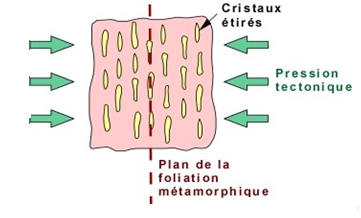 Cristaux
étirés
Pression
tectonique
Plan de la
foliation
métamorphique